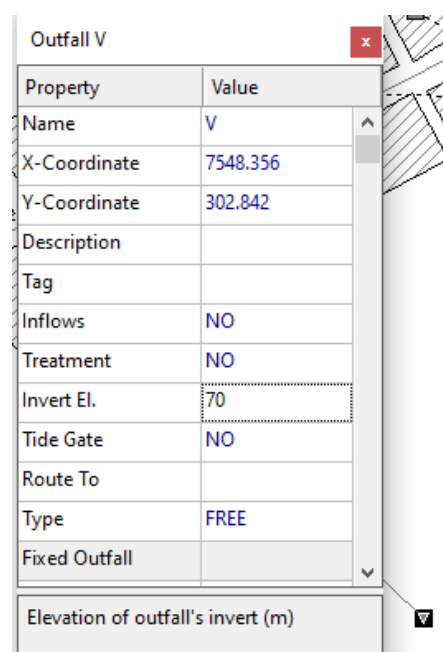 Outfall V x
Property Value
Name V
X-Coordinate 7548.356
Y-Coordinate 302.842
Description
Tag
Inflows NO
Treatment NO
Invert El. 70
Tide Gate NO
Route To
Type FREE
Fixed Outfall
Elevation of outfall's invert (m)